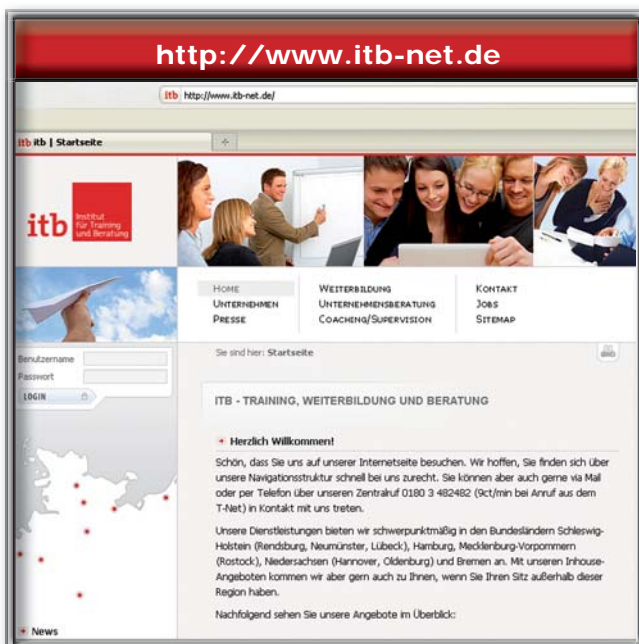 http://www.itb-net.de
itb http://www.itb-net.de/
itb itb | Startseite
itb Institut
für Training
und Beratung
HOME
UNTERNEHMEN
PRESSE
WEITERBILDUNG
UNTERNEHMENSBERATUNG
COACHING/SUPERVISION
KONTAKT
JOBS
SITEMAP
Sie sind hier: Startseite
Benutzername
Passwort
LOGIN
ITB - TRAINING, WEITERBILDUNG UND BERATUNG
Herzlich Willkommen!
Schön, dass Sie uns auf unserer Internetseite besuchen. Wir hoffen, Sie finden sich über
unsere Navigationsstruktur schnell bei uns zurecht. Sie können aber auch gerne via Mail
oder per Telefon über unseren Zentralruf 0180 3 482482 (9ct/min bei Anruf aus dem
T-Net) in Kontakt mit uns treten.
Unsere Dienstleistungen bieten wir schwerpunktmäßig in den Bundesländern Schleswig-
Holstein (Rendsburg, Neumünster, Lübeck), Hamburg, Mecklenburg-Vorpommern
(Rostock), Niedersachsen (Hannover, Oldenburg) und Bremen an. Mit unseren Inhouse-
Angeboten kommen wir aber gern auch zu Ihnen, wenn Sie Ihren Sitz außerhalb dieser
Region haben.
Nachfolgend sehen Sie unsere Angebote im Überblick:
News